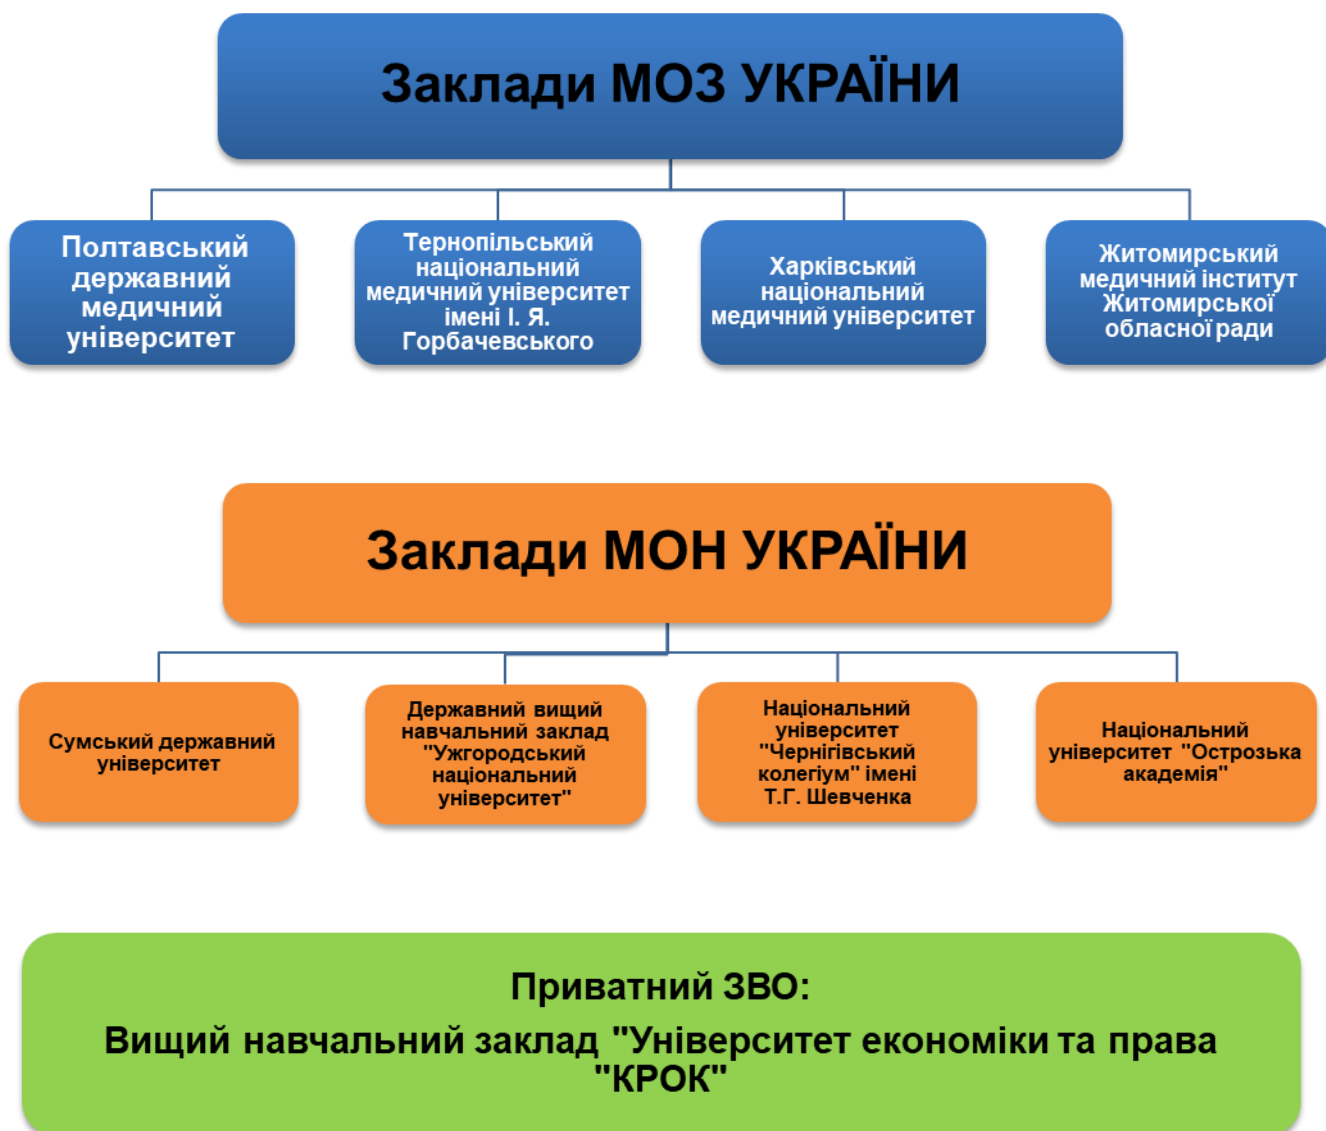 Заклади МОЗ УКРАЇНИ
Полтавський
державний
медичний
університет
Тернопільський
національний
медичний університет
імені І. Я.
Горбачевського
Харківський
національний
медичний університет
Житомирський
медичний інститут
Житомирської
обласної ради
Заклади МОН УКРАЇНИ
Сумський державний
університет
Державний вищий
навчальний заклад
"Ужгородський
національний
університет"
Національний
університет
"Чернігівський
колегіум" імені
Т.Г. Шевченка
Національний
університет "Острозька
академія"
Приватний ЗВО:
Вищий навчальний заклад "Університет економіки та права
"КРОК"